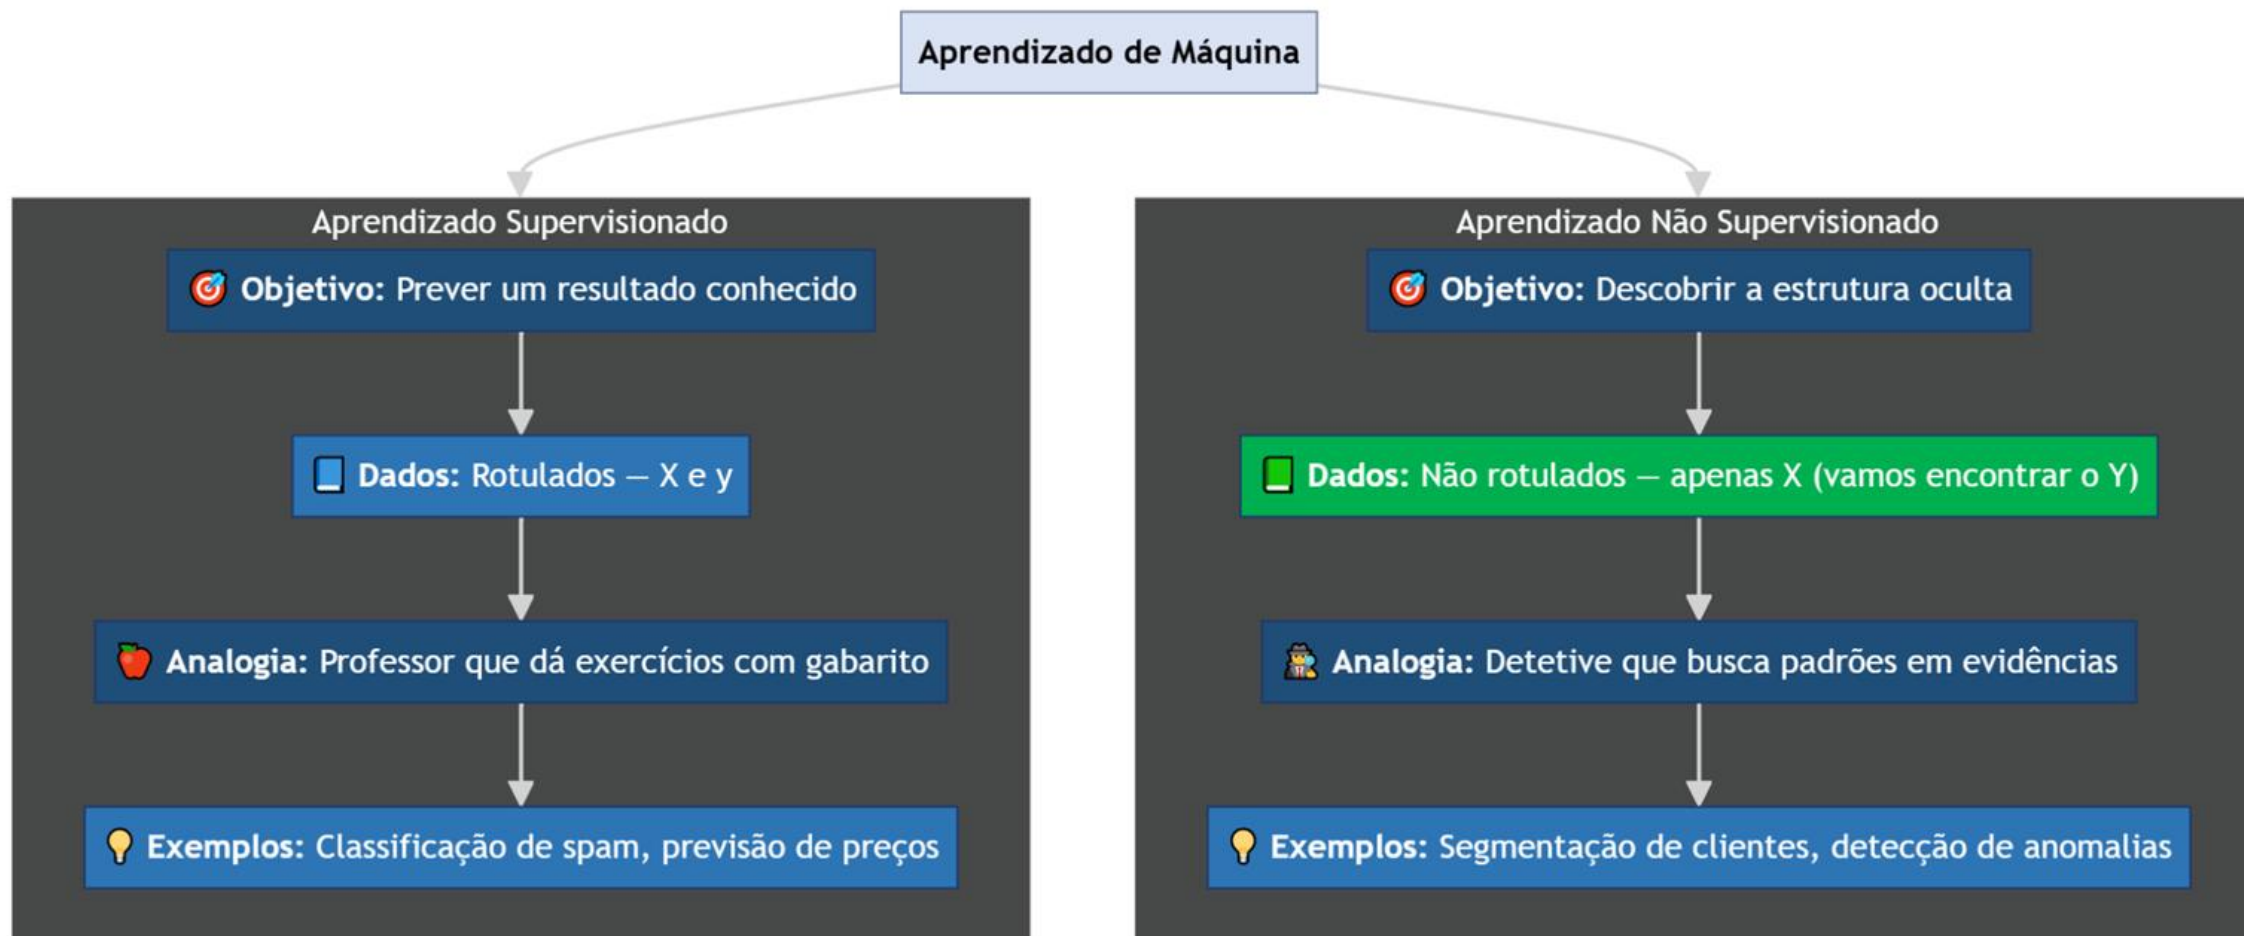 Aprendizado de Máquina
Aprendizado Supervisionado
Objetivo: Prever um resultado conhecido
Dados: Rotulados — X e y
Analogia: Professor que dá exercícios com gabarito
Exemplos: Classificação de spam, previsão de preços
Aprendizado Não Supervisionado
Objetivo: Descobrir a estrutura oculta
Dados: Não rotulados — apenas X (vamos encontrar o Y)
Analogia: Detetive que busca padrões em evidências
Exemplos: Segmentação de clientes, detecção de anomalias